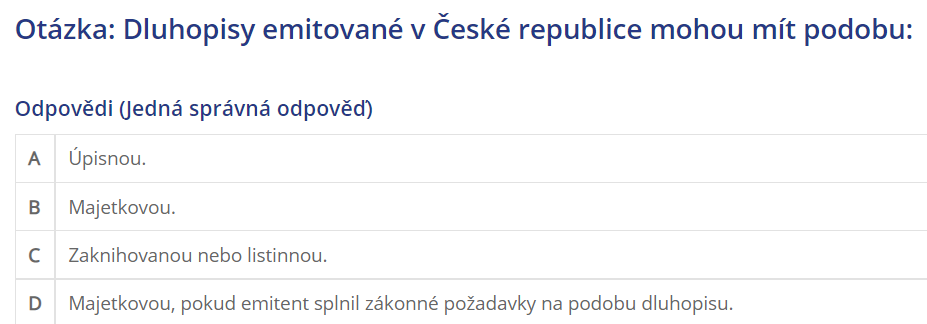 Otázka: Dluhopisy emitované v České republice mohou mít podobu:
Odpovědi (Jedná správná odpověď)
A Úpisnou.
B Majetkovou.
C Zaknihovanou nebo listinnou.
D Majetkovou, pokud emitent splnil zákonné požadavky na podobu dluhopisu.